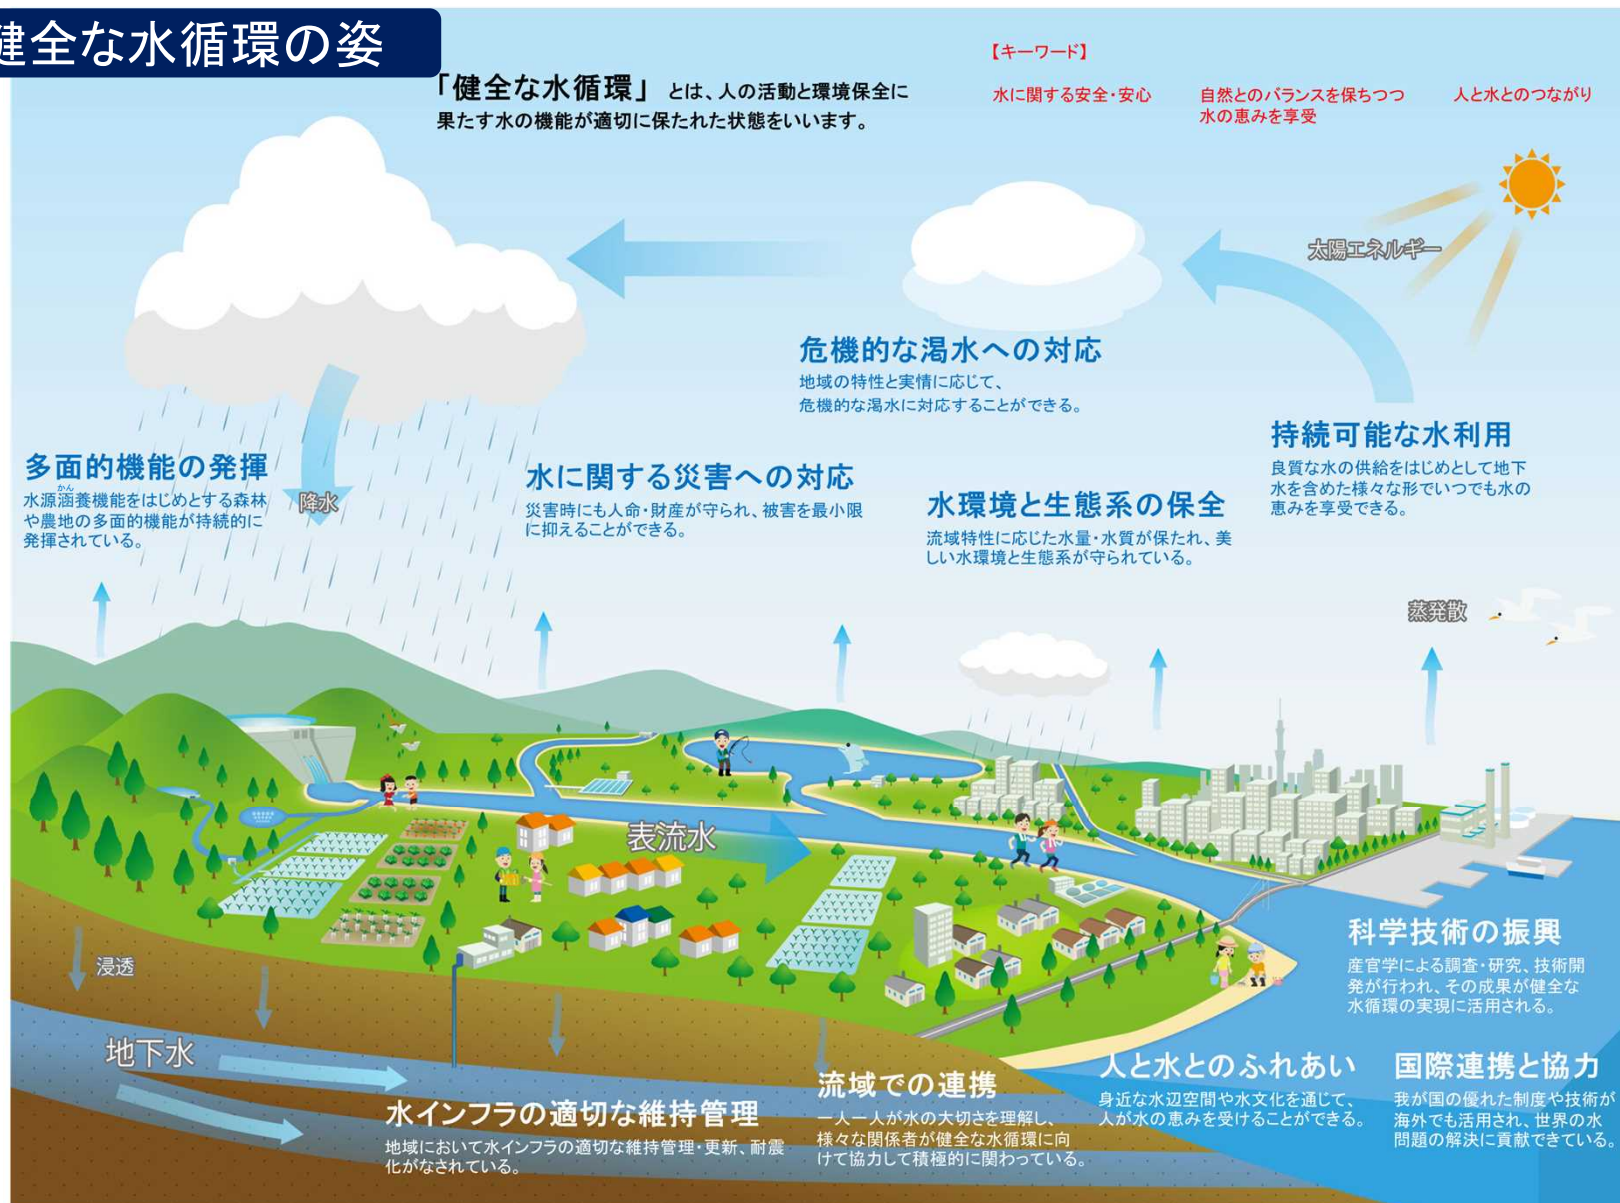 健全な水循環の姿
「健全な水循環」 とは、人の活動と環境保全に
果たす水の機能が適切に保たれた状態をいいます。
【キーワード】
水に関する安全・安心
自然とのバランスを保ちつつ
水の恵みを享受
人と水とのつながり
太陽エネルギー
危機的な渇水への対応
地域の特性と実情に応じて、
危機的な渇水に対応することができる。
持続可能な水利用
良質な水の供給をはじめとして地下
水を含めた様々な形でいつでも水の
恵みを享受できる。
多面的機能の発揮
かん
水源涵養機能をはじめとする森林
や農地の多面的機能が持続的に
発揮されている。
降水
水に関する災害への対応
災害時にも人命・財産が守られ、被害を最小限
に抑えることができる。
水環境と生態系の保全
流域特性に応じた水量・水質が保たれ、美
しい水環境と生態系が守られている。
蒸発散
表流水
浸透
地下水
科学技術の振興
産官学による調査・研究、技術開
発が行われ、その成果が健全な
水循環の実現に活用される。
水インフラの適切な維持管理
地域において水インフラの適切な維持管理・更新、耐震
化がなされている。
流域での連携
一人一人が水の大切さを理解し、
様々な関係者が健全な水循環に向
けて協力して積極的に関わっている。
人と水とのふれあい
身近な水辺空間や水文化を通じて、
人が水の恵みを受けることができる。
国際連携と協力
我が国の優れた制度や技術が
海外でも活用され、世界の水
問題の解決に貢献できている。